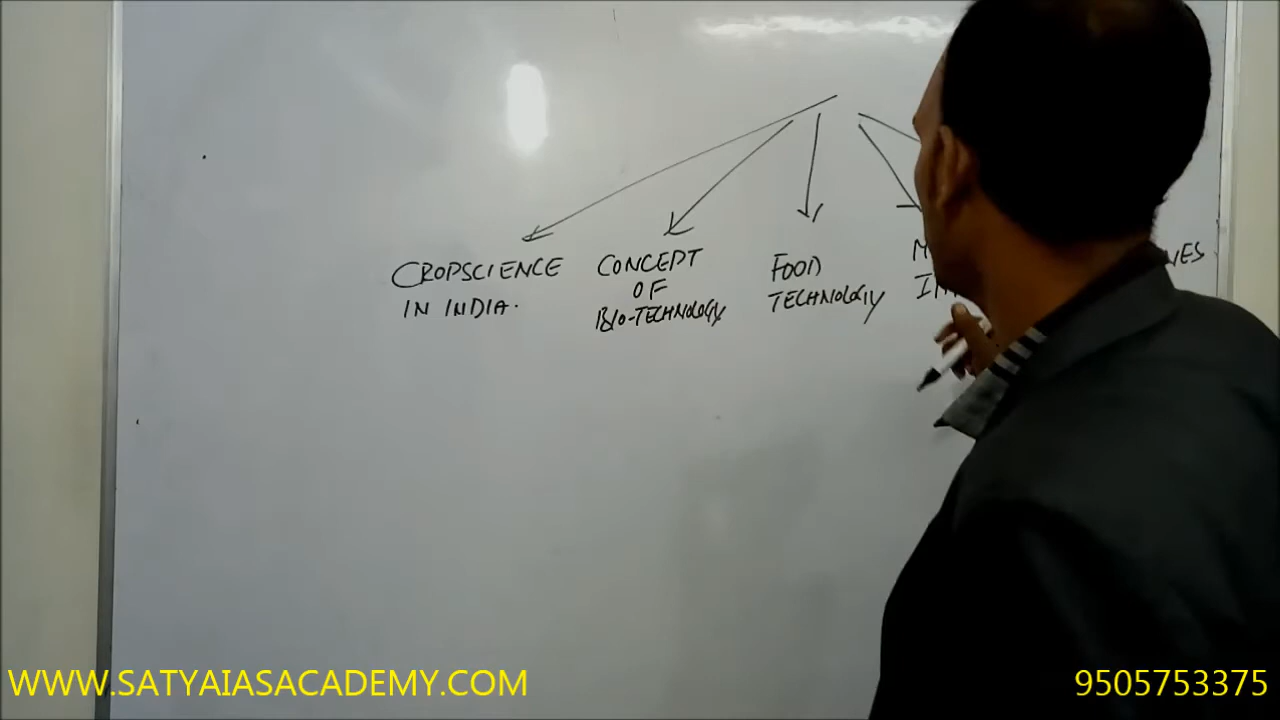 CROPSCIENCE
IN INDIA.
CONCEPT
OF
BIO-TECHNOLOGY
FOOD
TECHNOLOGY
WWW.SATYAIASACADEMY.COM
9505753375